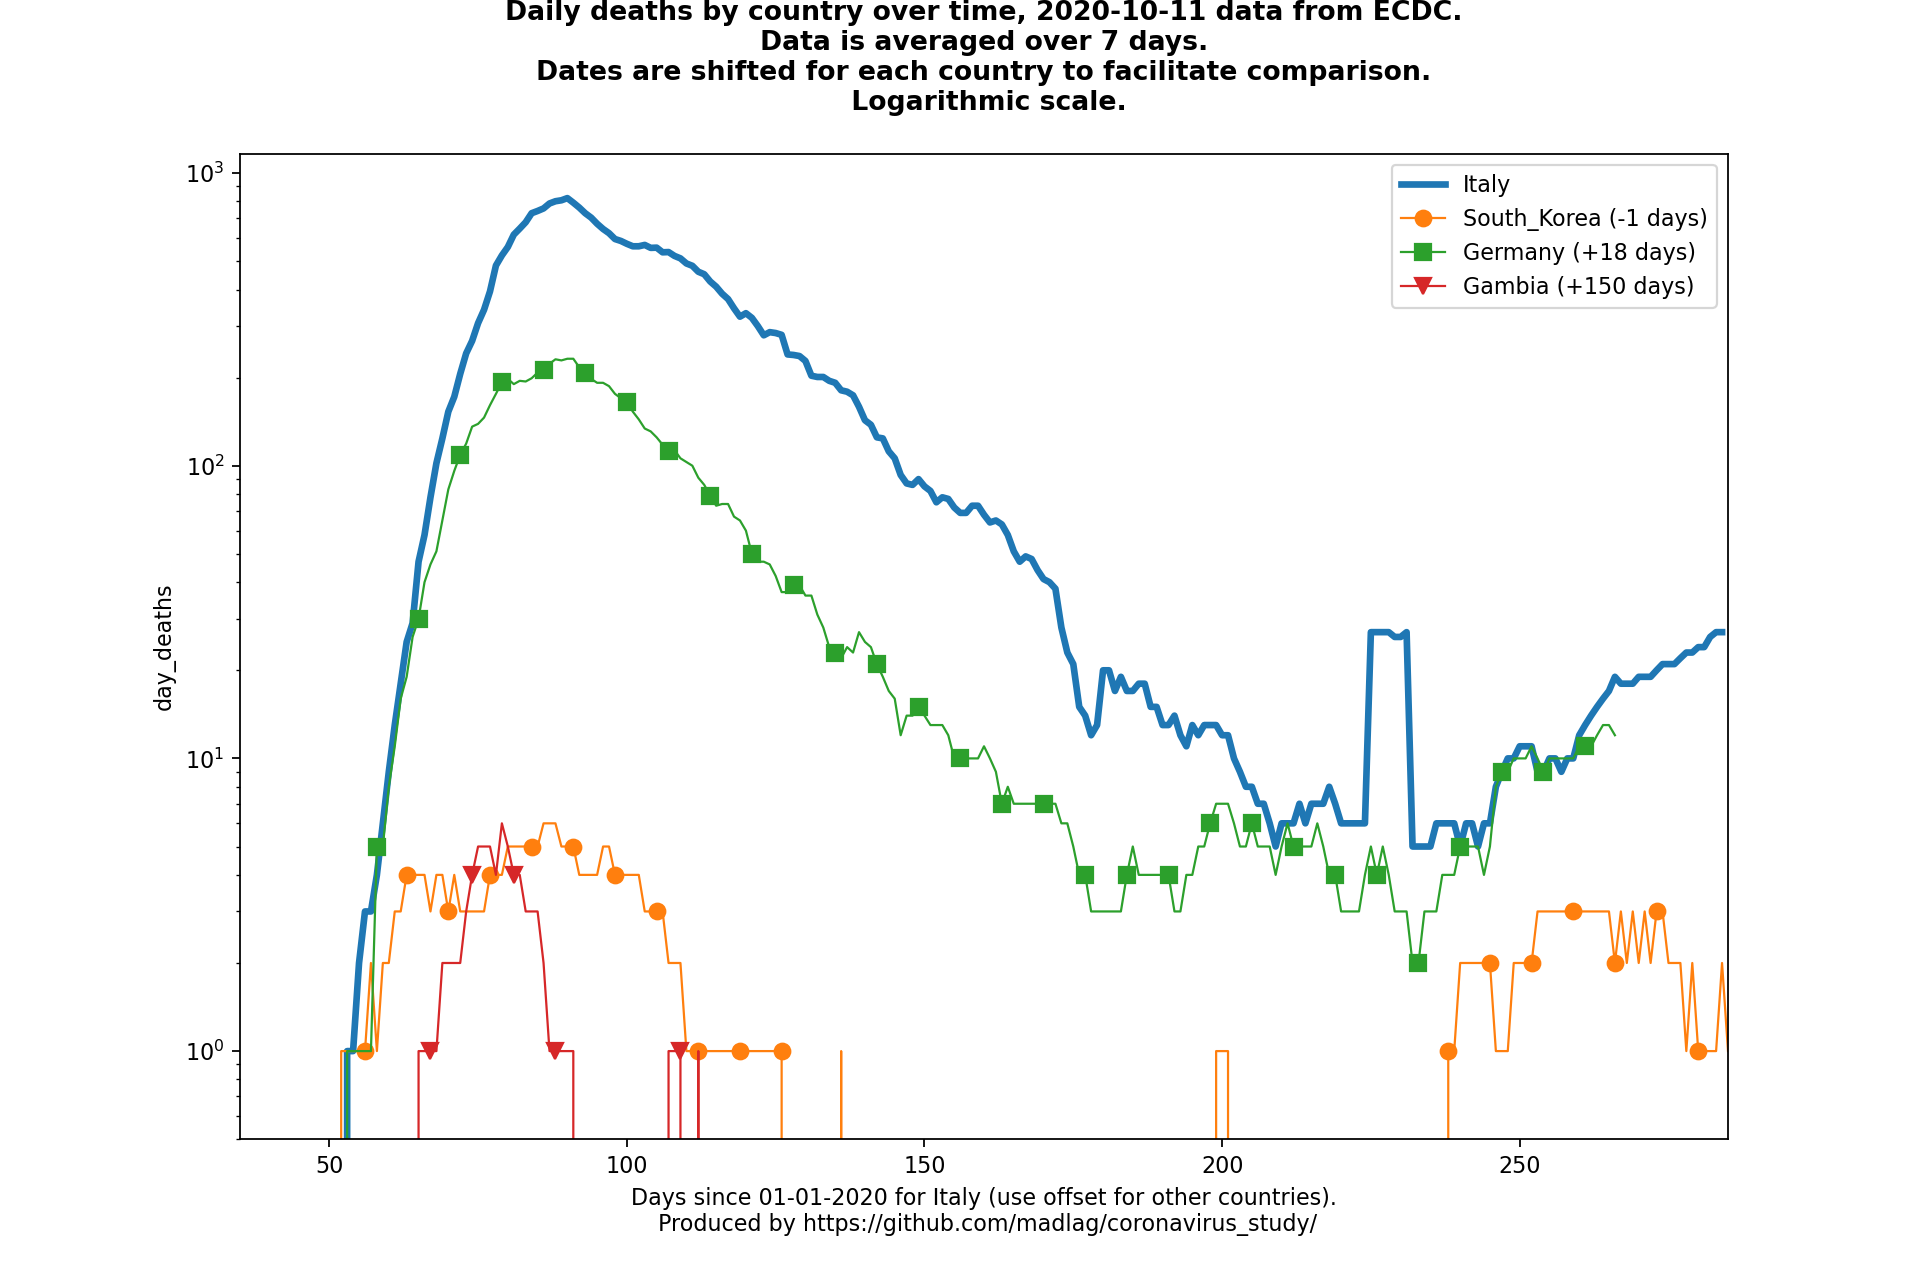 Daily deaths by country over time, 2020-10-11 data from ECDC.
Data is averaged over 7 days.
Dates are shifted for each country to facilitate comparison.
Logarithmic scale.
10³
10²
10¹
10⁰
day_deaths
Italy
South_Korea (-1 days)
Germany (+18 days)
Gambia (+150 days)
50 100 150 200 250
Days since 01-01-2020 for Italy (use offset for other countries).
Produced by https://github.com/madlag/coronavirus_study/